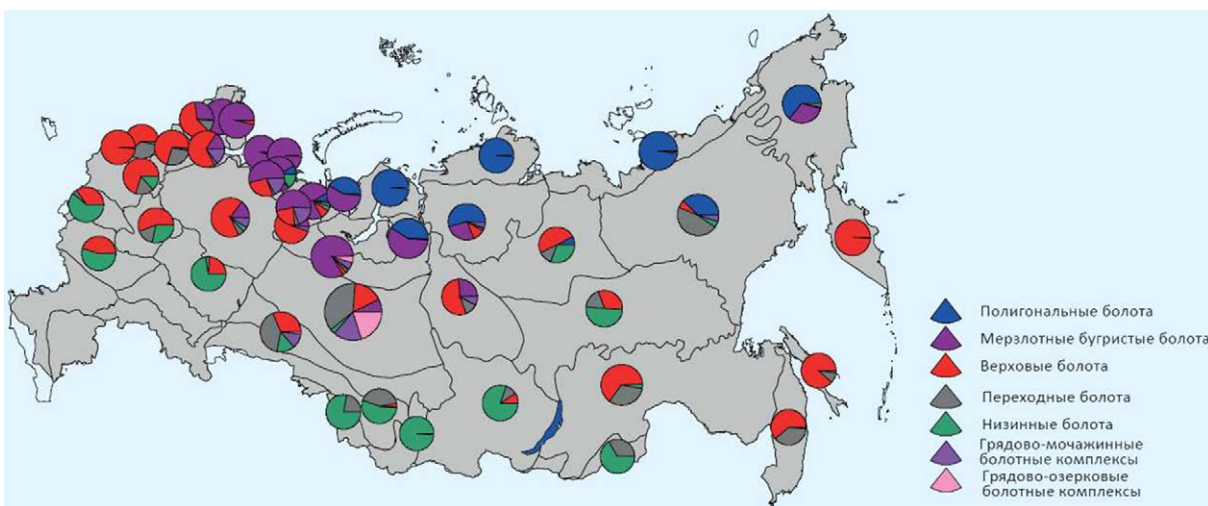 Полигональные болота
Мерзлотные бугристые болота
Верховые болота
Переходные болота
Низинные болота
Грядово-мочажинные
болотные комплексы
Грядово-озерковые
болотные комплексы